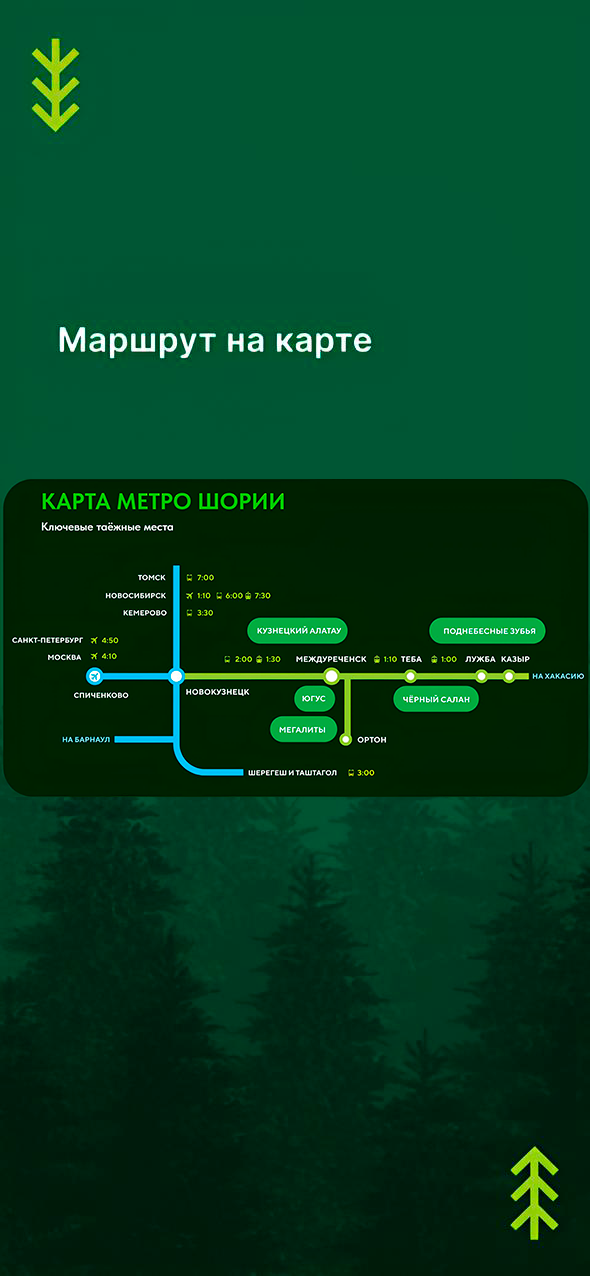 Маршрут на карте
КАРТА МЕТРО ШОРИИ
Ключевые таёжные места
ТОМСК 7:00
НОВОСИБИРСК 1:10 6:00 7:30
КЕМЕРОВО 3:30
КУЗНЕЦКИЙ АЛАТАУ
ПОДНЕБЕСНЫЕ ЗУБЬЯ
САНКТ-ПЕТЕРБУРГ 4:50
МОСКВА 4:10
2:00 1:30 МЕЖДУРЕЧЕНСК 1:10 ТЕБА 1:00 ЛУЖБА КАЗЫР
НА ХАКАСИЮ
СПИЧЕНКОВО
НОВОКУЗНЕЦК
ЮГУС
ЧЁРНЫЙ САЛАН
МЕГАЛИТЫ
НА БАРНАУЛ
ОРТОН
ШЕРЕГЕШ И ТАШТАГОЛ 3:00